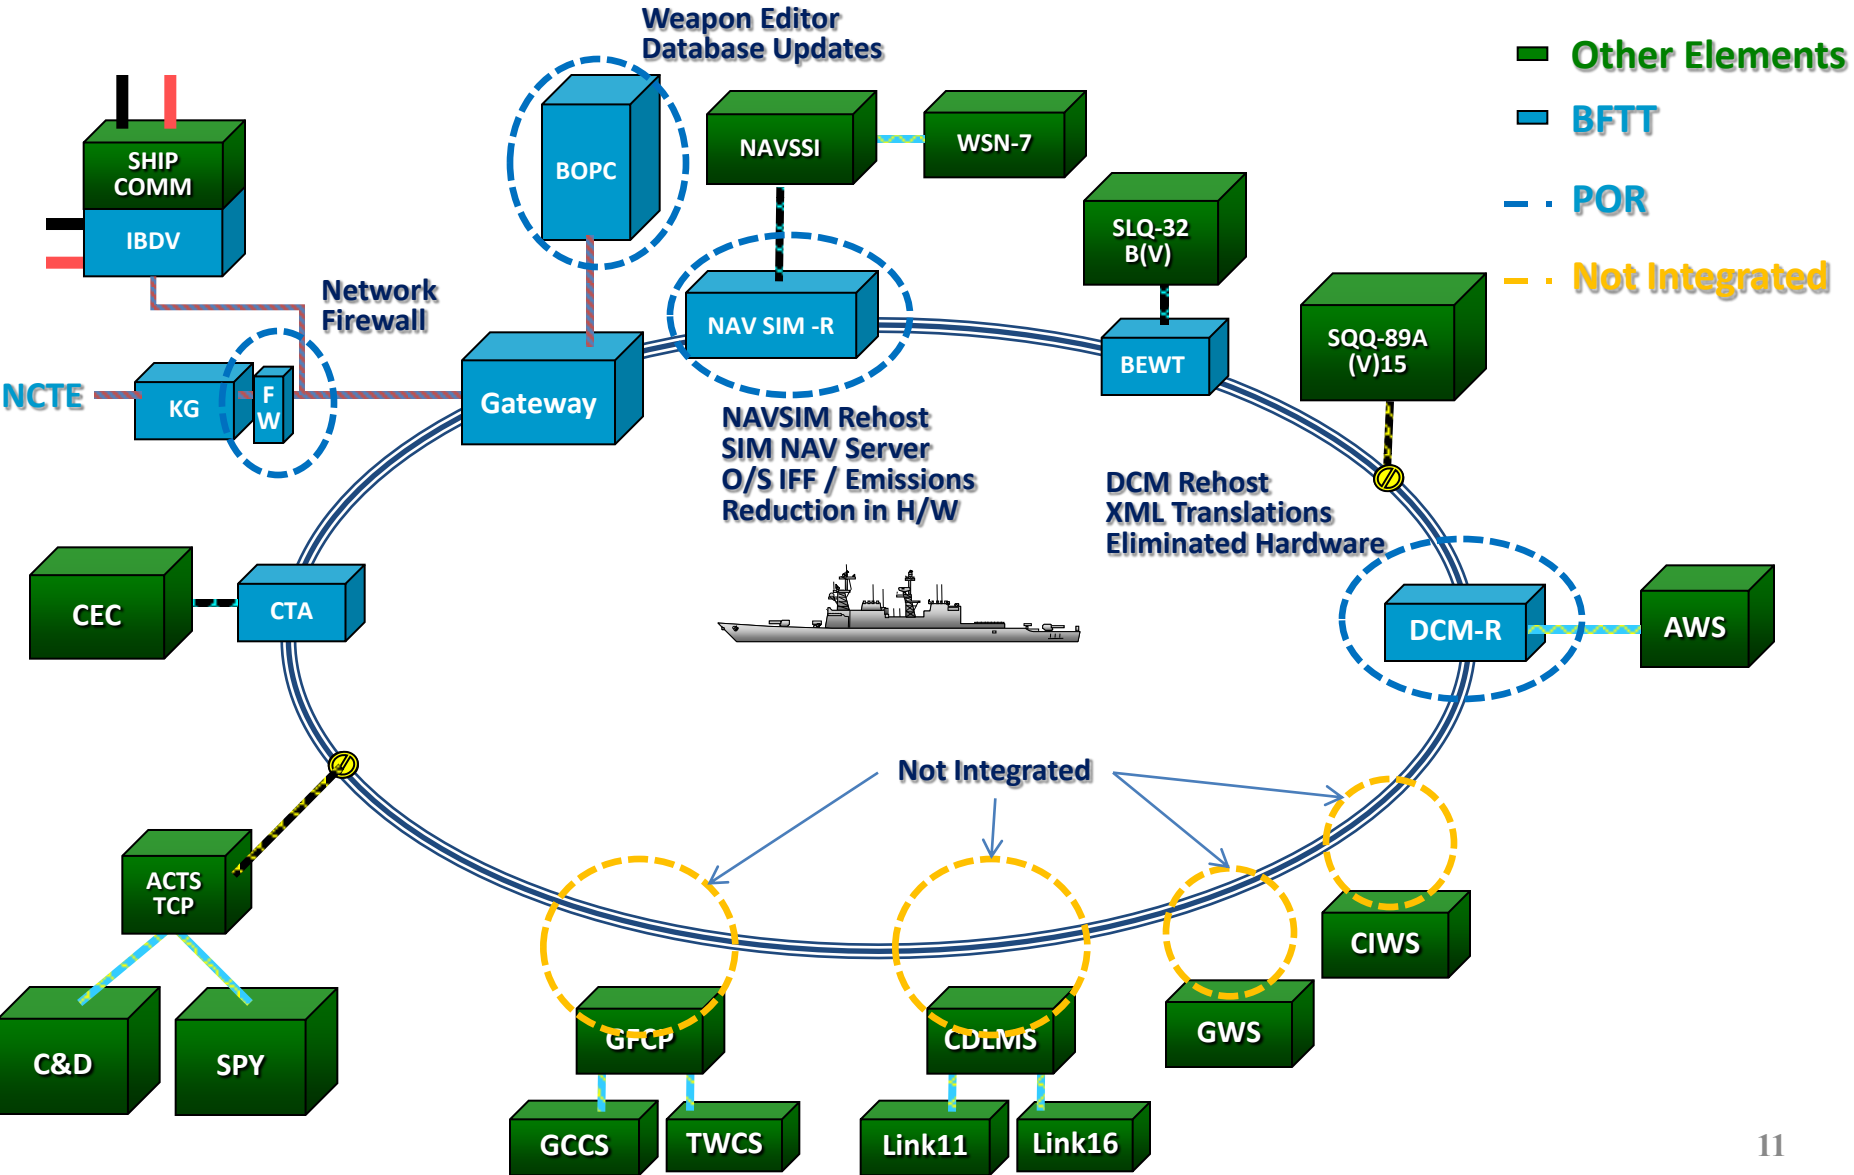 Weapon Editor
Database Updates
Other Elements
BFTT
POR
Not Integrated
SHIP
COMM
IBDV
BOPC
NAVSSI
WSN-7
SLQ-32
B(V)
Network
Firewall
NAV SIM -R
SQQ-89A
(V)15
BEWT
NCTE
KG
F
W
Gateway
NAVSIM Rehost
SIM NAV Server
O/S IFF / Emissions
Reduction in H/W
DCM Rehost
XML Translations
Eliminated Hardware
CEC
CTA
DCM-R
AWS
Not Integrated
ACTS
TCP
CIWS
C&D
SPY
GFCP
CDLMS
GWS
GCCS
TWCS
Link11
Link16
11